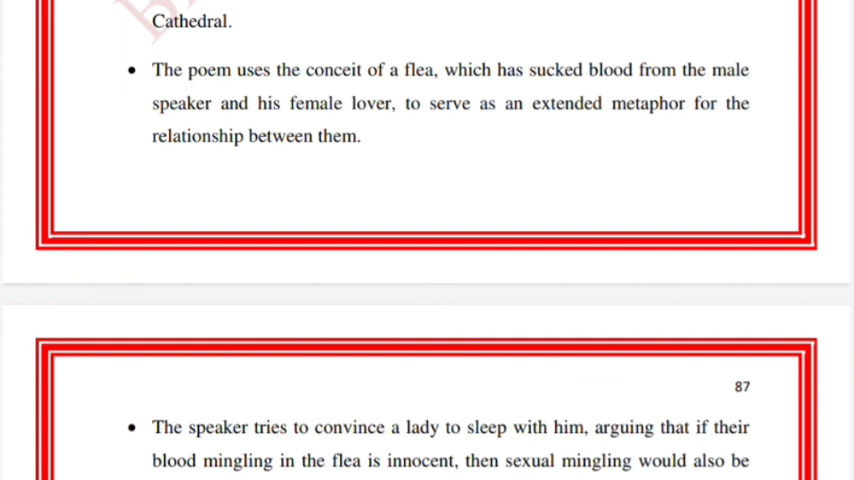 Cathedral.
• The poem uses the conceit of a flea, which has sucked blood from the male
speaker and his female lover, to serve as an extended metaphor for the
relationship between them.
87
• The speaker tries to convince a lady to sleep with him, arguing that if their
blood mingling in the flea is innocent, then sexual mingling would also be